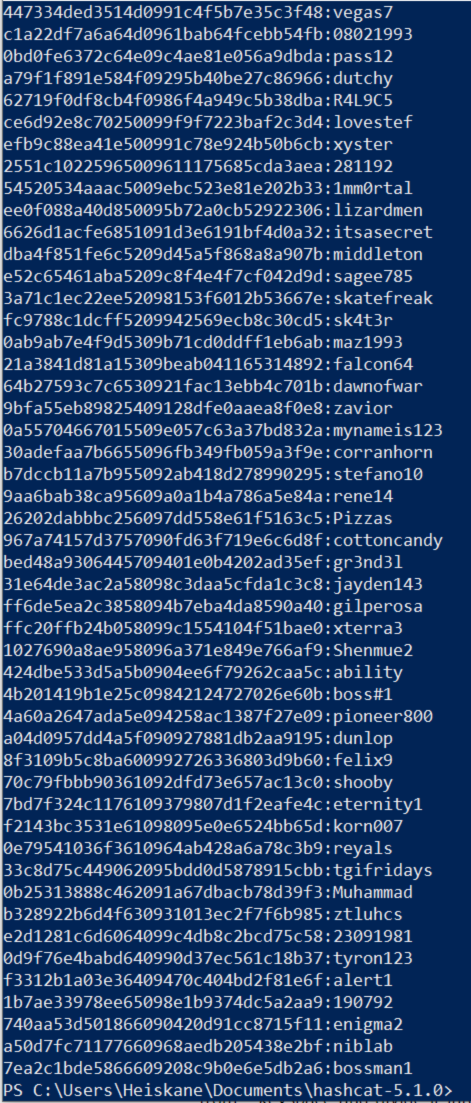 447334ded3514d0991c4f5b7e35c3f48:vegas7
c1a22df7a6a64d0961bab64fcebb54fb:08021993
0bd0fe6372c64e09c4ae81e056a9dbda:pass12
a79f1f891e584f09295b40be27c86966:dutchy
62719f0df8cb4f0986f4a949c5b38dba:R4L9C5
ce6d92e8c70250099f9f7223baf2c3d4:lovestef
efb9c88ea41e500991c78e924b50b6cb:xyster
2551c10225965009611175685cda3aea:281192
54520534aaac5009ebc523e81e202b33:1mm0rtal
ee0f088a40d850095b72a0cb52922306:lizardmen
6626d1acfe6851091d3e6191bf4d0a32:itsasecret
dba4f851fe6c5209d45a5f868a8a907b:middleton
e52c65461aba5209c8f4e4f7cf042d9d:sagee785
3a71c1ec22ee52098153f6012b53667e:skatefreak
fc9788c1dcff5209942569ecb8c30cd5:sk4t3r
0ab9ab7e4f9d5309b71cd0ddff1eb6ab:maz1993
21a3841d81a15309beab041165314892:falcon64
64b27593c7c6530921fac13ebb4c701b:dawnofwar
9bfa55eb89825409128dfe0aaea8f0e8:zavior
0a55704667015509e057c63a37bd832a:mynameis123
30adefaa7b6655096fb349fb059a3f9e:corranhorn
b7dccb11a7b955092ab418d278990295:stefano10
9aa6bab38ca95609a0a1b4a786a5e84a:rene14
26202dabbbc256097dd558e61f5163c5:Pizzas
967a74157d3757090fd63f719e6c6d8f:cottoncandy
bed48a9306445709401e0b4202ad35ef:gr3nd3l
31e64de3ac2a58098c3daa5cfda1c3c8:jayden143
ff6de5ea2c3858094b7eba4da8590a40:gilperosa
ffc20ffb24b058099c1554104f51bae0:xterra3
1027690a8ae958096a371e849e766af9:Shenmue2
424dbe533d5a5b0904ee6f79262caa5c:ability
4b201419b1e25c09842124727026e60b:boss#1
4a60a2647ada5e094258ac1387f27e09:pioneer800
a04d0957dd4a5f090927881db2aa9195:dunlop
8f3109b5c8ba600992726336803d9b60:felix9
70c79fbbb90361092dfd73e657ac13c0:shooby
7bd7f324c1176109379807d1f2eafe4c:eternity1
f2143bc3531e61098095e0e6524bb65d:korn007
0e79541036f3610964ab428a6a78c3b9:reyals
33c8d75c449062095bdd0d5878915cbb:tgifridays
0b25313888c462091a67dbacb78d39f3:Muhammad
b328922b6d4f630931013ec2f7f6b985:ztluhcs
e2d1281c6d6064099c4db8c2bcd75c58:23091981
0d9f76e4babd640990d37ec561c18b37:tyron123
f3312b1a03e36409470c404bd2f81e6f:alert1
1b7ae33978ee65098e1b9374dc5a2aa9:190792
740aa53d501866090420d91cc8715f11:enigma2
a50d7fc71177660968aedb205438e2bf:niblab
7ea2c1bde5866609208c9b0e6e5db2a6:bossman1
PS C:\Users\Heiskane\Documents\hashcat-5.1.0>